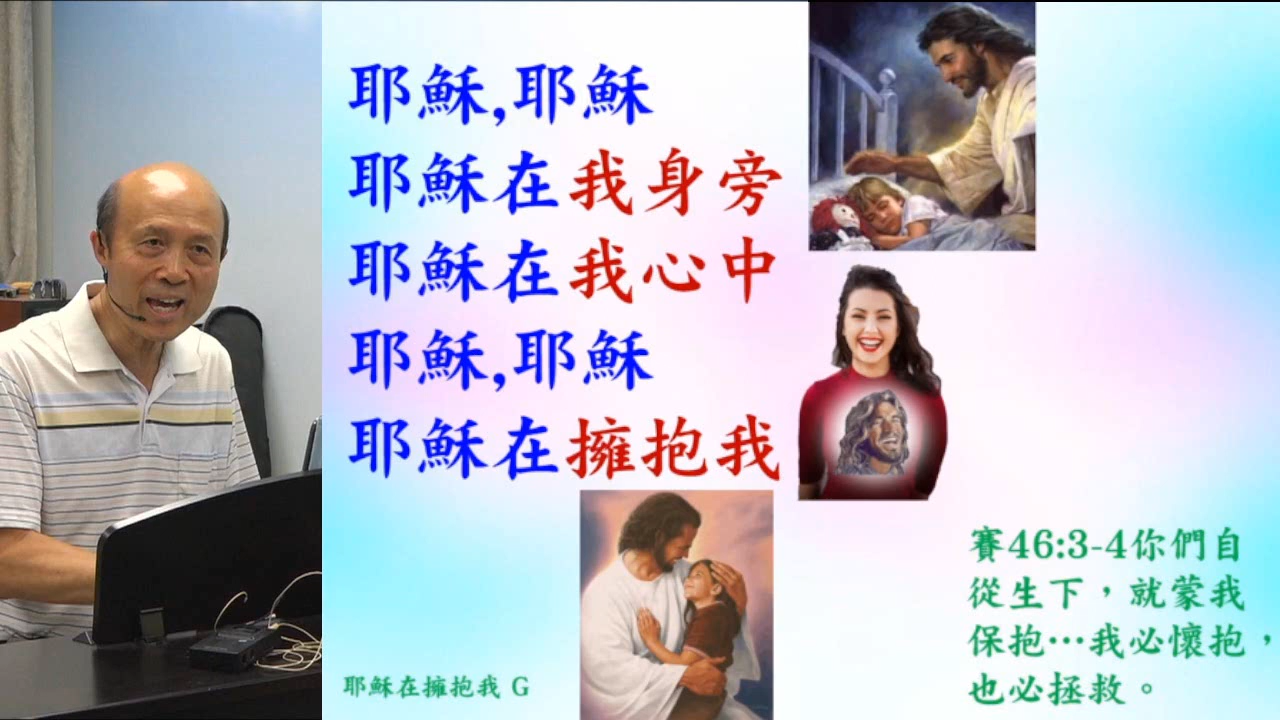 耶穌,耶穌
耶穌在我身旁
耶穌在我心中
耶穌,耶穌
耶穌在擁抱我
賽46:3-4你們自
從生下，就蒙我
保抱…我必懷抱，
也必拯救。
耶穌在擁抱我 G